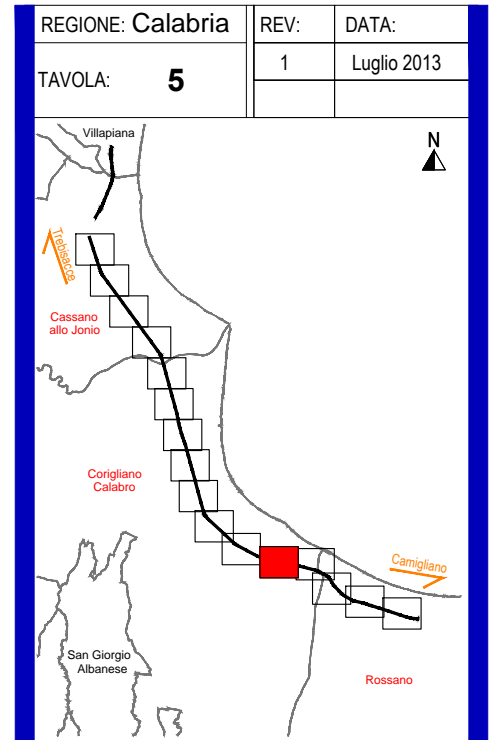 REGIONE: Calabria
REV:
DATA:
1
Luglio 2013
TAVOLA: 5
Villapiana
N
Trebisacce
Cassano
allo Jonio
Corigliano
Calabro
Camigliano
San Giorgio
Albanese
Rossano